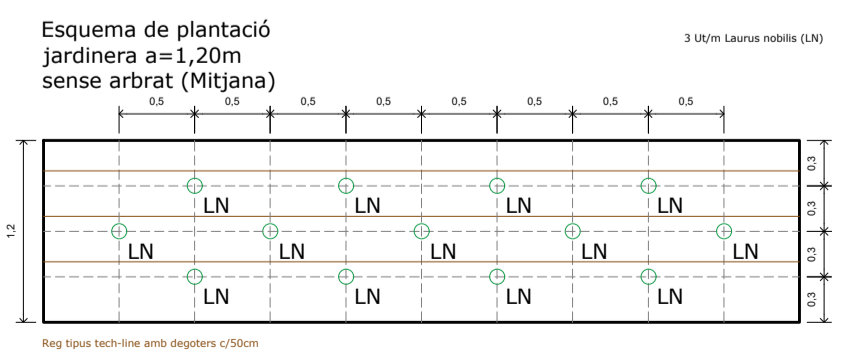 Esquema de plantació
jardinera a=1,20m
sense arbrat (Mitjana)
3 Ut/m Laurus nobilis (LN)
0,5 0,5 0,5 0,5 0,5 0,5 0,5 0,5
LN LN LN LN
LN LN LN LN LN
LN LN LN LN
1,2
0,3
0,3
0,3
0,3
Reg tipus tech-line amb degoters c/50cm